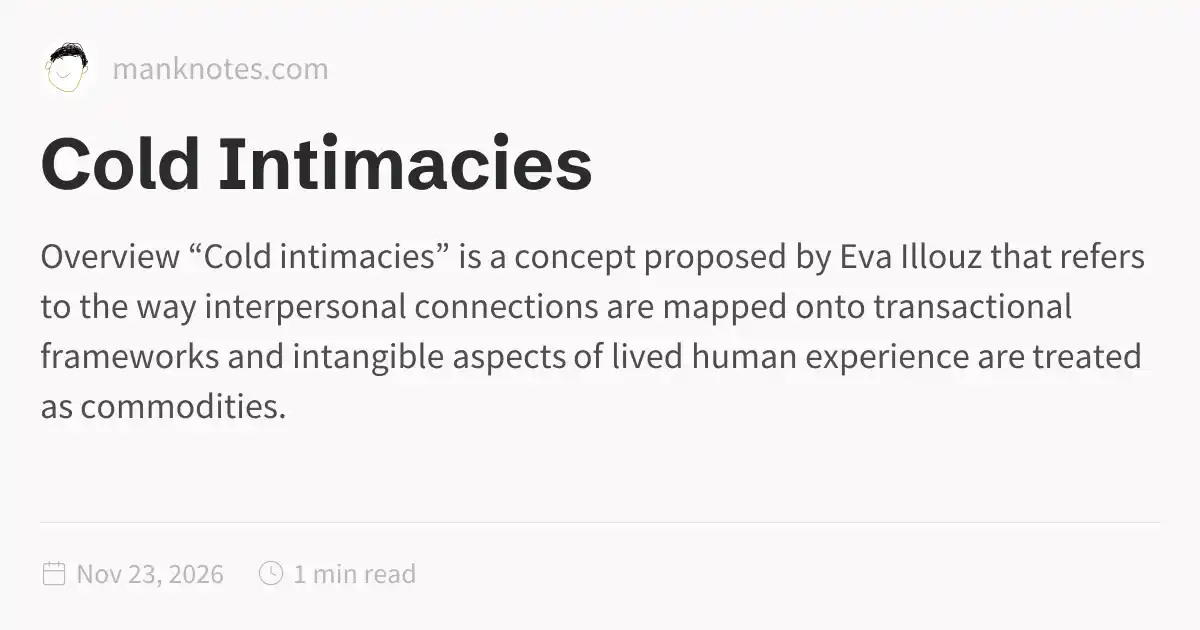 manknotes.com
Cold Intimacies
Overview “Cold intimacies” is a concept proposed by Eva Illouz that refers
to the way interpersonal connections are mapped onto transactional
frameworks and intangible aspects of lived human experience are treated
as commodities.
Nov 23, 2026 1 min read